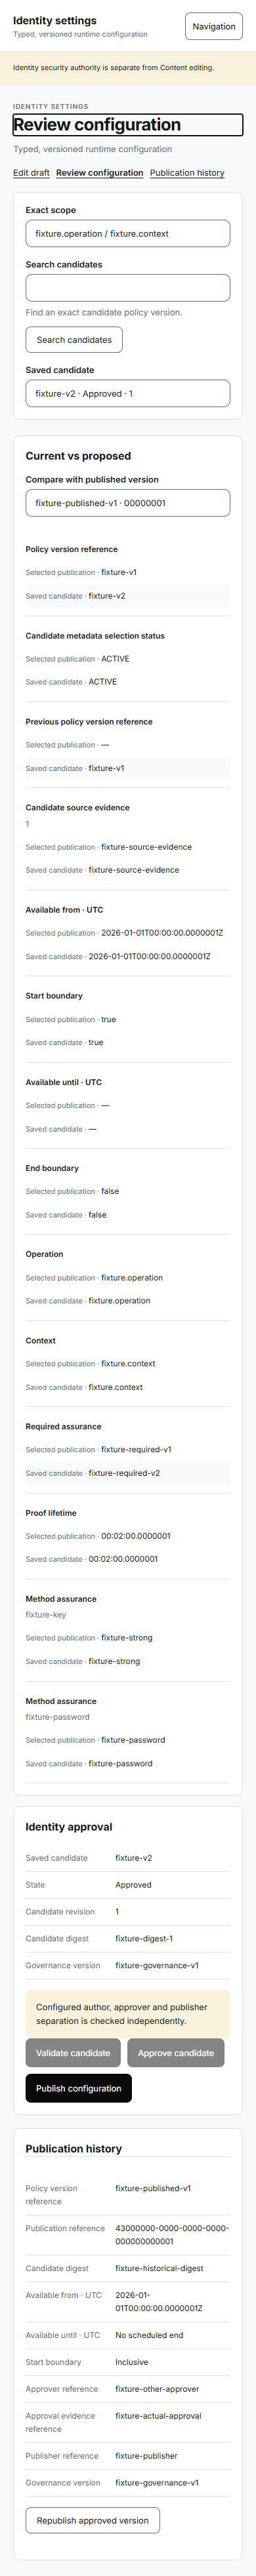 Identity settings
Typed, versioned runtime configuration
Navigation
Identity security authority is separate from Content editing.
IDENTITY SETTINGS
Review configuration
Typed, versioned runtime configuration
Edit draft Review configuration Publication history
Exact scope
fixture.operation / fixture.context
Search candidates
Find an exact candidate policy version.
Search candidates
Saved candidate
fixture-v2 · Approved · 1
Current vs proposed
Compare with published version
fixture-published-v1 · 00000001
Policy version reference
Selected publication · fixture-v1
Saved candidate · fixture-v2
Candidate metadata selection status
Selected publication · ACTIVE
Saved candidate · ACTIVE
Previous policy version reference
Selected publication · —
Saved candidate · fixture-v1
Candidate source evidence
1
Selected publication · fixture-source-evidence
Saved candidate · fixture-source-evidence
Available from · UTC
Selected publication · 2026-01-01T00:00:00.0000001Z
Saved candidate · 2026-01-01T00:00:00.0000001Z
Start boundary
Selected publication · true
Saved candidate · true
Available until · UTC
Selected publication · —
Saved candidate · —
End boundary
Selected publication · false
Saved candidate · false
Operation
Selected publication · fixture.operation
Saved candidate · fixture.operation
Context
Selected publication · fixture.context
Saved candidate · fixture.context
Required assurance
Selected publication · fixture-required-v1
Saved candidate · fixture-required-v2
Proof lifetime
Selected publication · 00:02:00.0000001
Saved candidate · 00:02:00.0000001
Method assurance
fixture-key
Selected publication · fixture-strong
Saved candidate · fixture-strong
Method assurance
fixture-password
Selected publication · fixture-password
Saved candidate · fixture-password
Identity approval
Saved candidate fixture-v2
State Approved
Candidate revision 1
Candidate digest fixture-digest-1
Governance version fixture-governance-v1
Configured author, approver and publisher
separation is checked independently.
Validate candidate Approve candidate
Publish configuration
Publication history
Policy version
reference
fixture-published-v1
Publication reference 43000000-0000-0000-0000-
000000000001
Candidate digest fixture-historical-digest
Available from · UTC 2026-01-
01T00:00:00.0000001Z
Available until · UTC No scheduled end
Start boundary Inclusive
Approver reference fixture-other-approver
Approval evidence
reference
fixture-actual-approval
Publisher reference fixture-publisher
Governance version fixture-governance-v1
Republish approved version